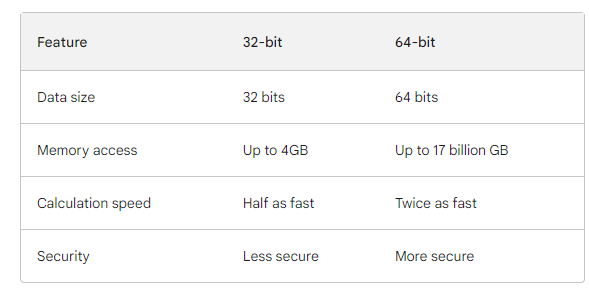 Feature 32-bit 64-bit
Data size 32 bits 64 bits
Memory access Up to 4GB Up to 17 billion GB
Calculation speed Half as fast Twice as fast
Security Less secure More secure